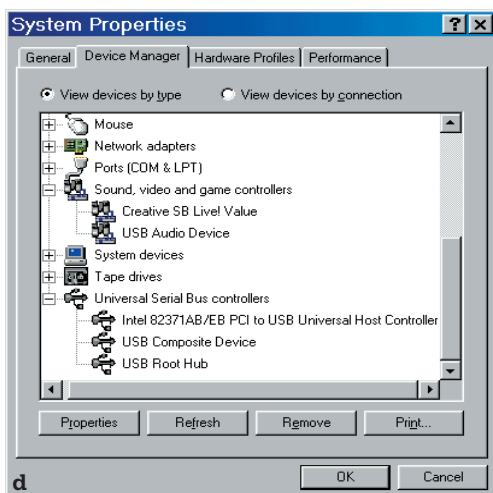 System Properties
? x
General Device Manager Hardware Profiles Performance
View devices by type View devices by connection
Mouse
Network adapters
Ports (COM & LPT)
Sound, video and game controllers
Creative SB Live! Value
USB Audio Device
System devices
Tape drives
Universal Serial Bus controllers
Intel 82371AB/EB PCI to USB Universal Host Controller
USB Composite Device
USB Root Hub
Properties Refresh Remove Print...
OK Cancel
d